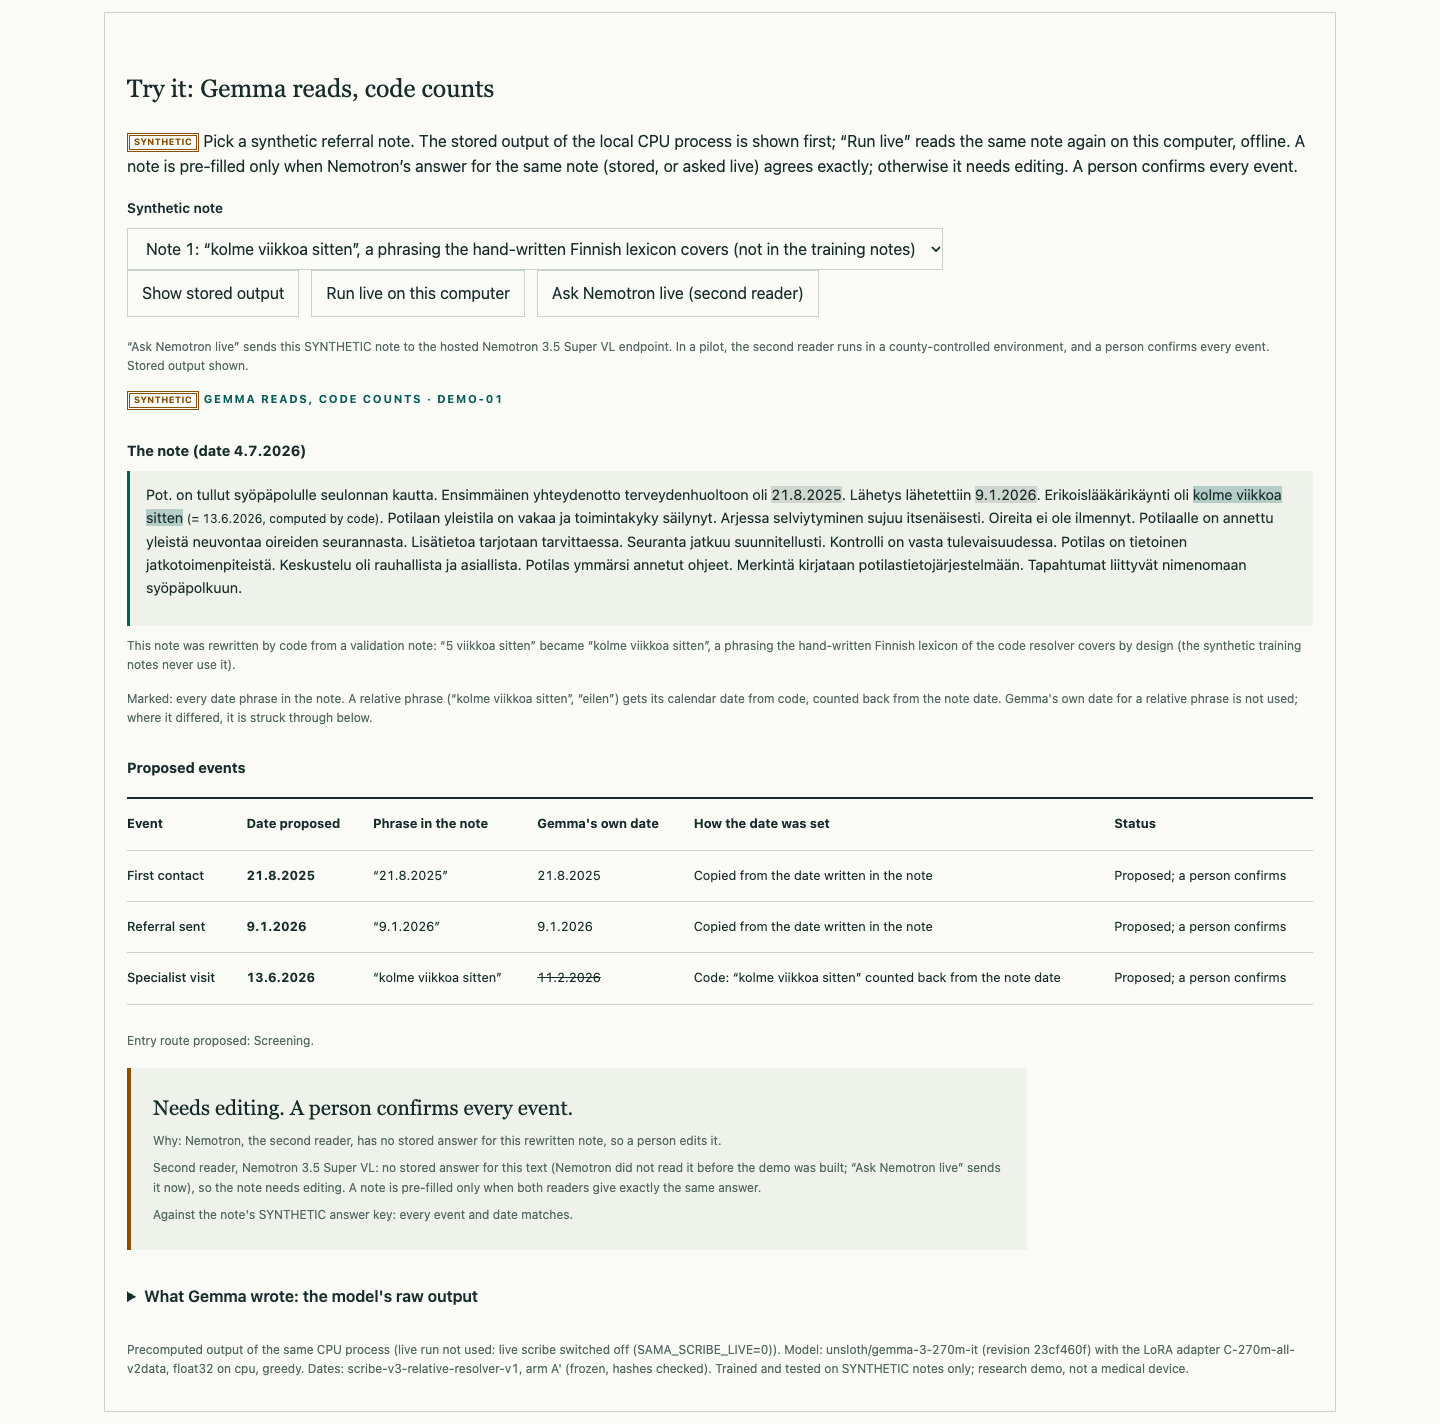 Try it: Gemma reads, code counts
SYNTHETIC Pick a synthetic referral note. The stored output of the local CPU process is shown first; “Run live” reads the same note again on this computer, offline. A
note is pre-filled only when Nemotron’s answer for the same note (stored, or asked live) agrees exactly; otherwise it needs editing. A person confirms every event.
Synthetic note
Note 1: “kolme viikkoa sitten”, a phrasing the hand-written Finnish lexicon covers (not in the training notes)
Show stored output Run live on this computer Ask Nemotron live (second reader)
“Ask Nemotron live” sends this SYNTHETIC note to the hosted Nemotron 3.5 Super VL endpoint. In a pilot, the second reader runs in a county-controlled environment, and a person confirms every event.
Stored output shown.
SYNTHETIC GEMMA READS, CODE COUNTS · DEMO-01
The note (date 4.7.2026)
Pot. on tullut syöpäpolulle seulonnan kautta. Ensimmäinen yhteydenotto terveydenhuoltoon oli 21.8.2025. Lähetys lähetettiin 9.1.2026. Erikoislääkärikäynti oli kolme viikkoa
sitten (= 13.6.2026, computed by code). Potilaan yleistila on vakaa ja toimintakyky säilynyt. Arjessa selviytyminen sujuu itsenäisesti. Oireita ei ole ilmennyt. Potilaalle on annettu
yleistä neuvontaa oireiden seurannasta. Lisätietoa tarjotaan tarvittaessa. Seuranta jatkuu suunnitellusti. Kontrolli on vasta tulevaisuudessa. Potilas on tietoinen
jatkotoimenpiteistä. Keskustelu oli rauhallista ja asiallista. Potilas ymmärsi annetut ohjeet. Merkintä kirjataan potilastietojärjestelmään. Tapahtumat liittyvät nimenomaan
syöpäpolkuun.
This note was rewritten by code from a validation note: “5 viikkoa sitten” became “kolme viikkoa sitten”, a phrasing the hand-written Finnish lexicon of the code resolver covers by design (the synthetic training
notes never use it).
Marked: every date phrase in the note. A relative phrase (“kolme viikkoa sitten”, “eilen”) gets its calendar date from code, counted back from the note date. Gemma's own date for a relative phrase is not used;
where it differed, it is struck through below.
Proposed events
Event Date proposed Phrase in the note Gemma's own date How the date was set Status
First contact 21.8.2025 “21.8.2025” 21.8.2025 Copied from the date written in the note Proposed; a person confirms
Referral sent 9.1.2026 “9.1.2026” 9.1.2026 Copied from the date written in the note Proposed; a person confirms
Specialist visit 13.6.2026 “kolme viikkoa sitten” 11.2.2026 Code: “kolme viikkoa sitten” counted back from the note date Proposed; a person confirms
Entry route proposed: Screening.
Needs editing. A person confirms every event.
Why: Nemotron, the second reader, has no stored answer for this rewritten note, so a person edits it.
Second reader, Nemotron 3.5 Super VL: no stored answer for this text (Nemotron did not read it before the demo was built; “Ask Nemotron live” sends
it now), so the note needs editing. A note is pre-filled only when both readers give exactly the same answer.
Against the note's SYNTHETIC answer key: every event and date matches.
What Gemma wrote: the model's raw output
Precomputed output of the same CPU process (live run not used: live scribe switched off (SAMA_SCRIBE_LIVE=0)). Model: unsloth/gemma-3-270m-it (revision 23cf460f) with the LoRA adapter C-270m-all-
v2data, float32 on cpu, greedy. Dates: scribe-v3-relative-resolver-v1, arm A' (frozen, hashes checked). Trained and tested on SYNTHETIC notes only; research demo, not a medical device.